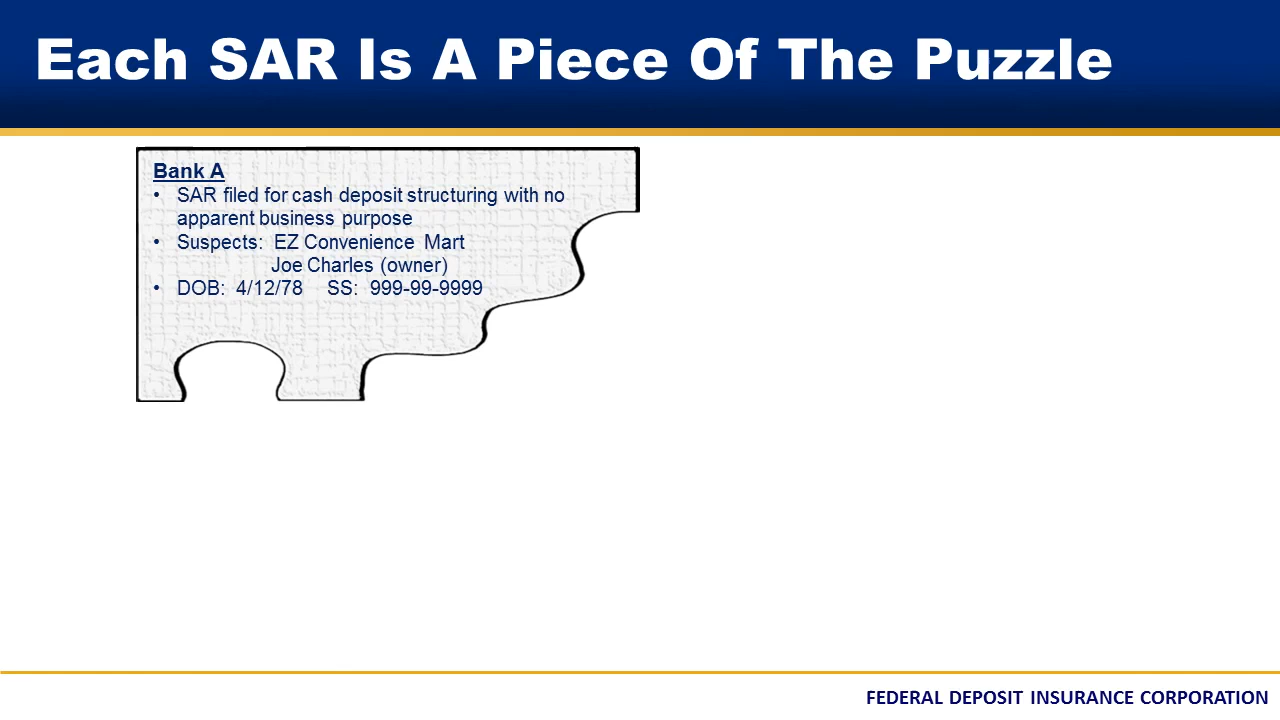 Each SAR Is A Piece Of The Puzzle
Bank A
• SAR filed for cash deposit structuring with no
apparent business purpose
• Suspects: EZ Convenience Mart
Joe Charles (owner)
• DOB: 4/12/78 SS: 999-99-9999
FEDERAL DEPOSIT INSURANCE CORPORATION